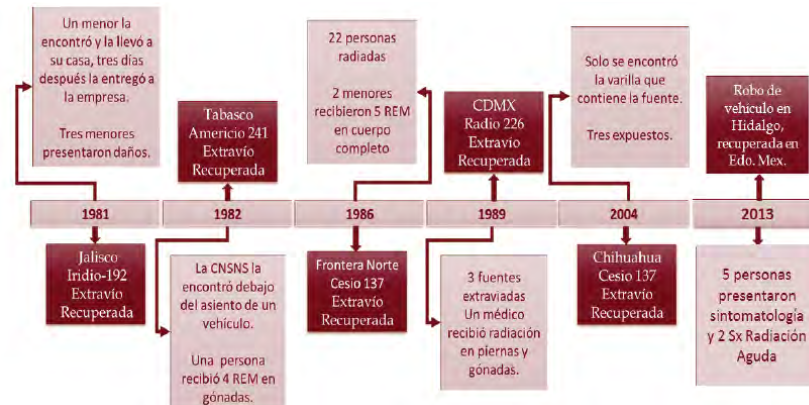 Un menor la
encontró y la llevó a
su casa, tres días
después la entregó a
la empresa.
Tres menores
presentaron daños.
Tabasco
Americio 241
Extravío
Recuperada
22 personas
radiadas
2 menores
recibieron 5 REM
en cuerpo
completo
CDMX
Radio 226
Extravío
Recuperada
Solo se encontró
la varilla que
contiene la fuente.
Tres expuestos.
Robo de
vehiculo en
Hidalgo,
recuperada en
Edo. Mex.
1981
1982
1986
1989
2004
2013
Jalisco
Iridio-192
Extravío
Recuperada
La CNSNS la
encontró debajo
del asiento de un
vehículo.
Una persona
recibió 4 REM en
gónadas.
Frontera Norte
Cesio 137
Extravío
Recuperada
3 fuentes
extraviadas
Un médico
recibió radiación
en piernas y
gónadas.
Chihuahua
Cesio 137
Extravío
Recuperada
5 personas
presentaron
sintomatología
y 2 Sx Radiación
Aguda